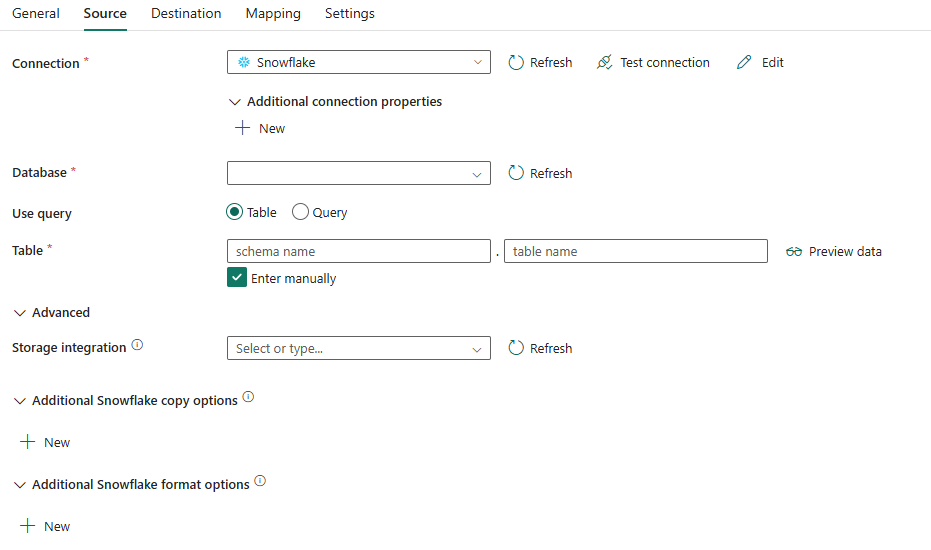 General Source Destination Mapping Settings
Connection * Snowflake Refresh Test connection Edit
Additional connection properties
New
Database * Refresh
Use query Table Query
Table * schema name . table name Preview data
Enter manually
Advanced
Storage integration Select or type... Refresh
Additional Snowflake copy options
New
Additional Snowflake format options
New